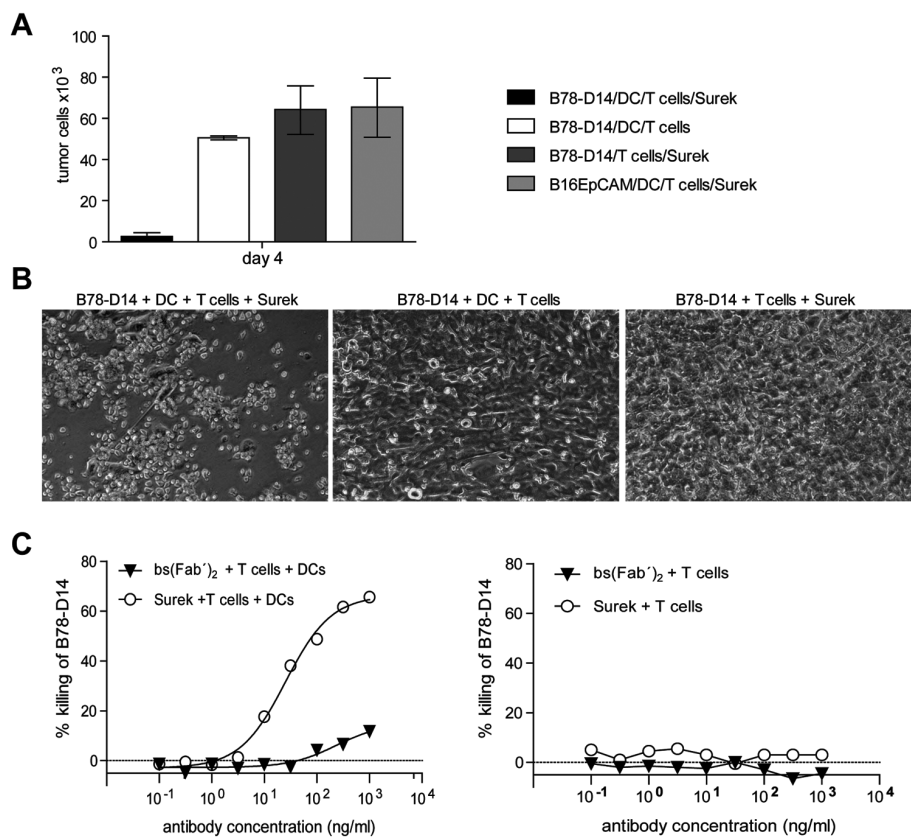 A
tumor cells x10⁻³
100
80
60
40
20
0
day 4
B78-D14/DC/T cells/Surek
B78-D14/DC/T cells
B78-D14/T cells/Surek
B16EpCAM/DC/T cells/Surek
B
B78-D14 + DC + T cells + Surek
B78-D14 + DC + T cells
B78-D14 + T cells + Surek
C
% killing of B78-D14
80
60
40
20
0
bs(Fab´)₂ + T cells + DCs
Surek +T cells + DCs
10⁻¹ 10⁰ 10¹ 10² 10³ 10⁴
antibody concentration (ng/ml)
% killing of B78-D14
80
60
40
20
0
bs(Fab´)₂ + T cells
Surek + T cells
10⁻¹ 10⁰ 10¹ 10² 10³ 10⁴
antibody concentration (ng/ml)